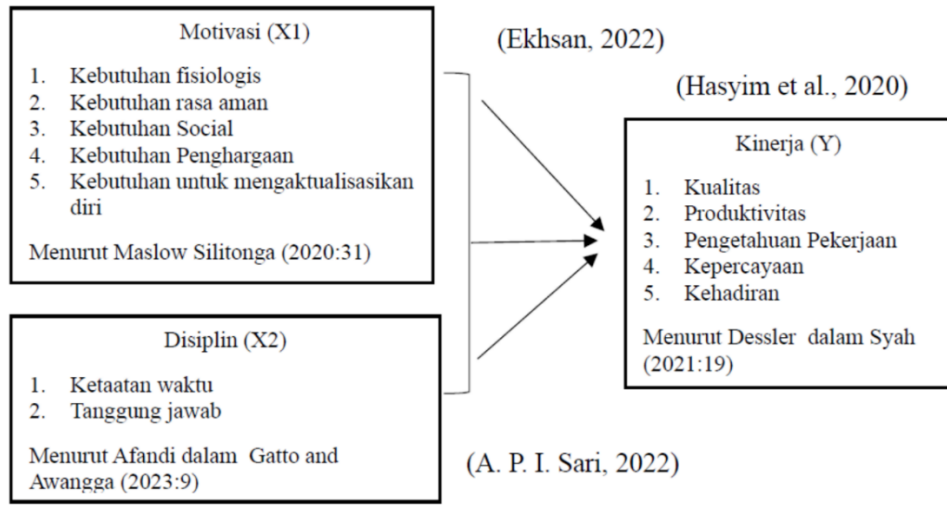 Motivasi (X1)
1. Kebutuhan fisiologis
2. Kebutuhan rasa aman
3. Kebutuhan Social
4. Kebutuhan Penghargaan
5. Kebutuhan untuk mengaktualisasikan
diri
Menurut Maslow Silitonga (2020:31)
(Ekhsan, 2022)
(Hasyim et al., 2020)
Kinerja (Y)
1. Kualitas
2. Produktivitas
3. Pengetahuan Pekerjaan
4. Kepercayaan
5. Kehadiran
Menurut Dessler dalam Syah
(2021:19)
Disiplin (X2)
1. Ketaatan waktu
2. Tanggung jawab
Menurut Afandi dalam Gatto and
Awangga (2023:9)
(A. P. I. Sari, 2022)